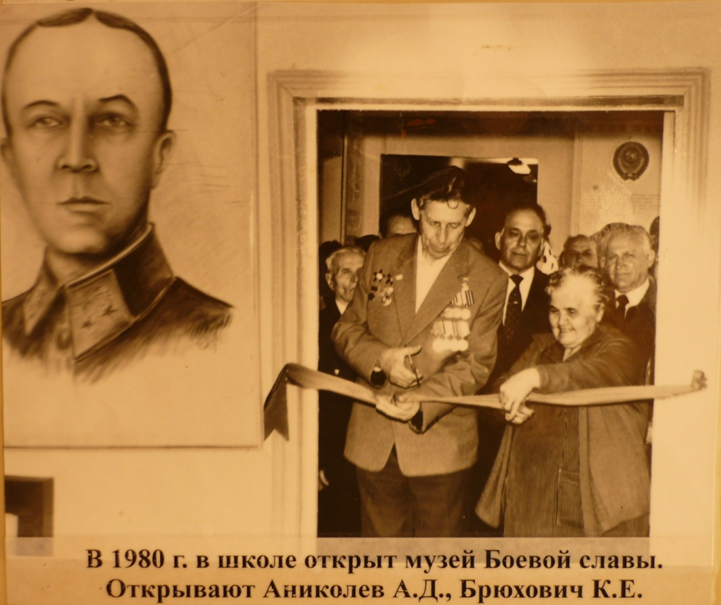 В 1980 г. в школе открыт музей Боевой славы.
Открывают Аниколев А.Д., Брюхович К.Е.